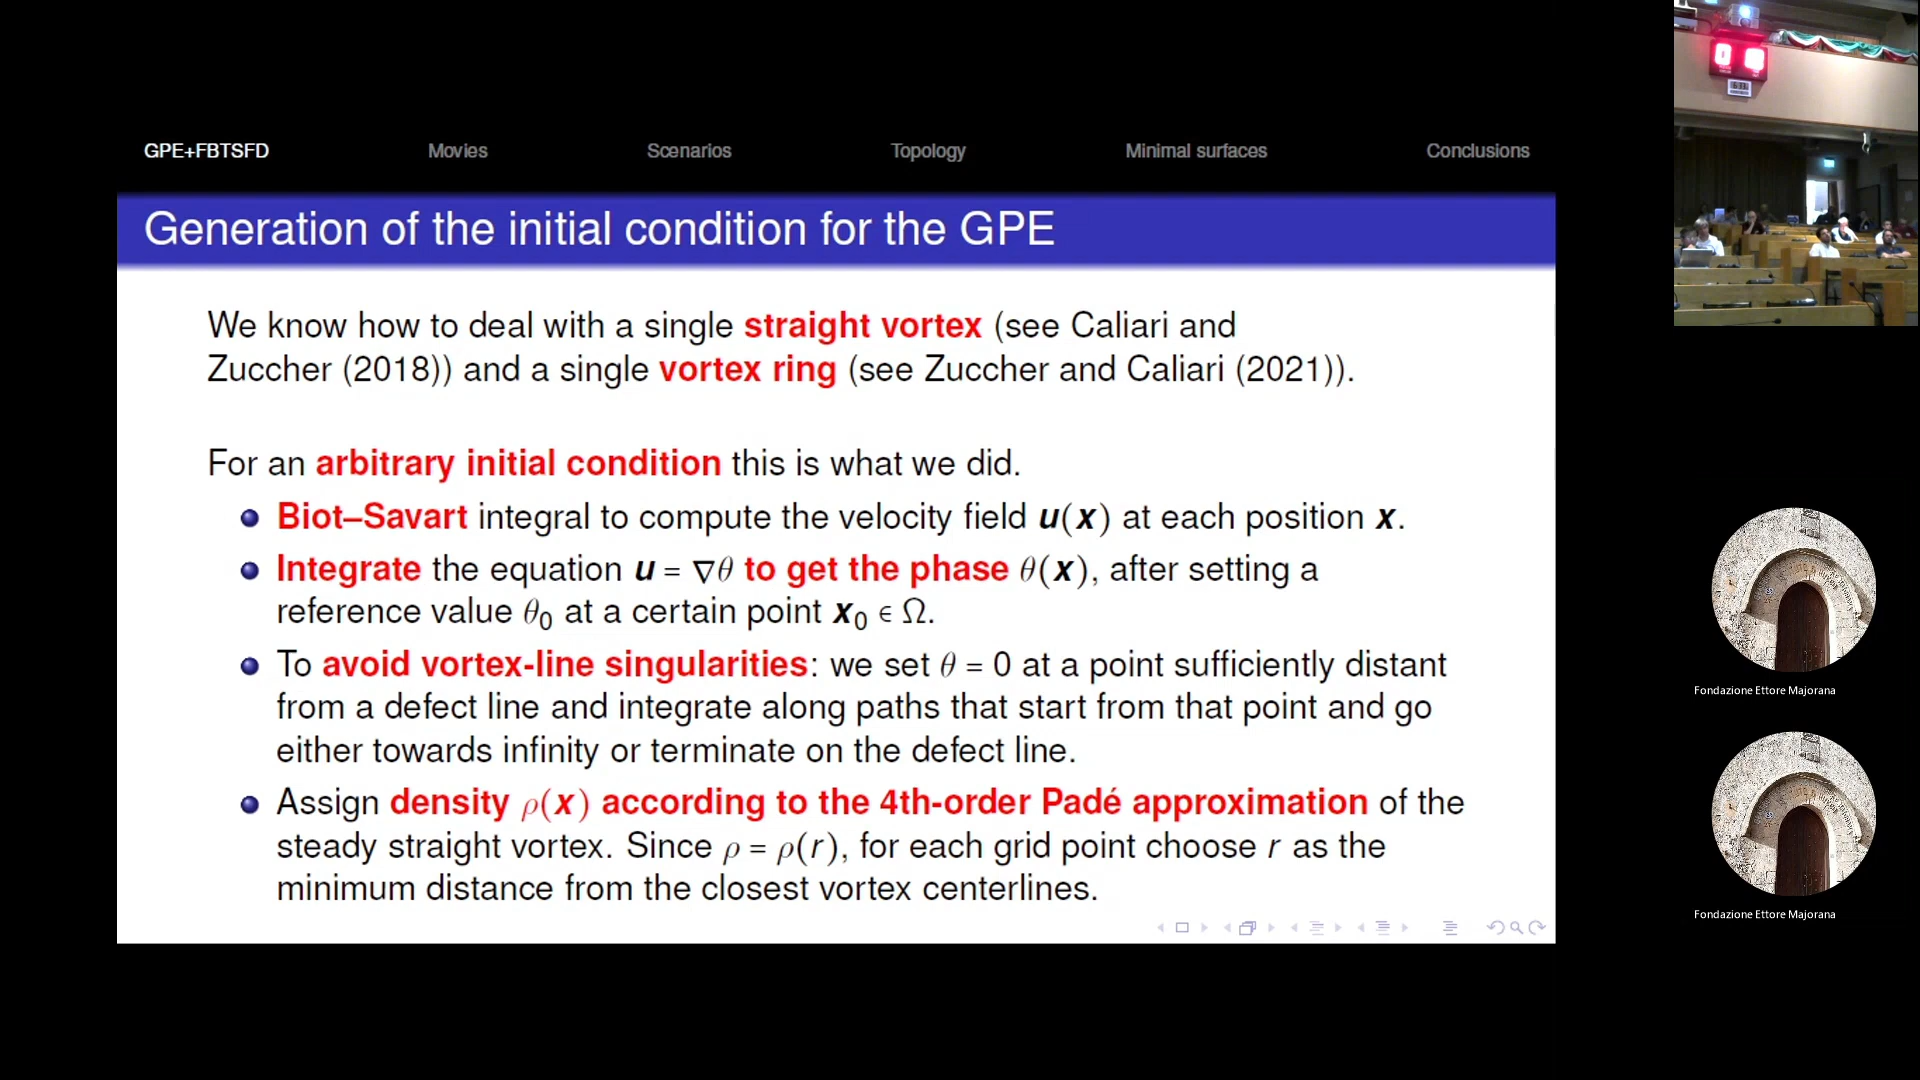 GPE+FBTSFD Movies Scenarios Topology Minimal surfaces Conclusions
Generation of the initial condition for the GPE
We know how to deal with a single straight vortex (see Caliari and
Zuccher (2018)) and a single vortex ring (see Zuccher and Caliari (2021)).
For an arbitrary initial condition this is what we did.
Biot–Savart integral to compute the velocity field u(x) at each position x.
Integrate the equation u = ∇θ to get the phase θ(x), after setting a
reference value θ₀ at a certain point x₀ ∈ Ω.
To avoid vortex-line singularities: we set θ = 0 at a point sufficiently distant
from a defect line and integrate along paths that start from that point and go
either towards infinity or terminate on the defect line.
Assign density ρ(x) according to the 4th-order Padé approximation of the
steady straight vortex. Since ρ = ρ(r), for each grid point choose r as the
minimum distance from the closest vortex centerlines.
Fondazione Ettore Majorana
Fondazione Ettore Majorana